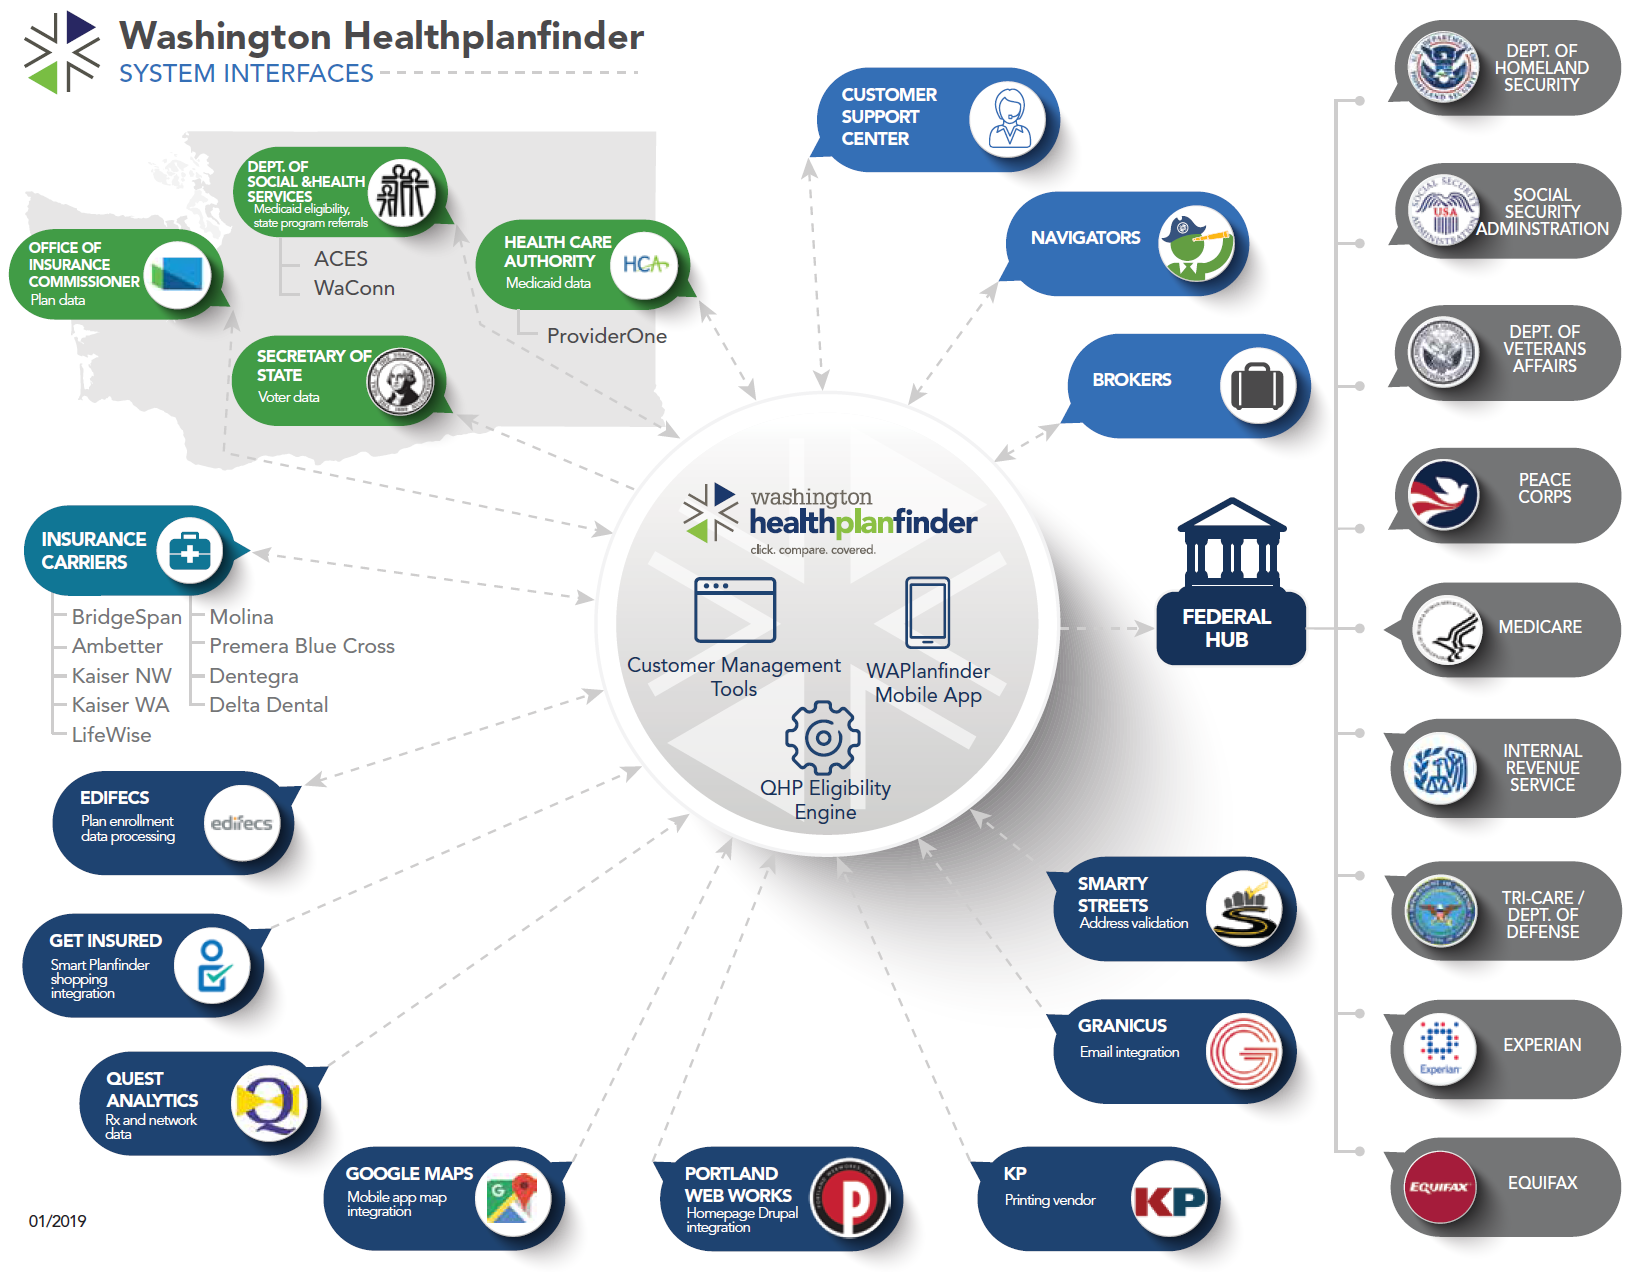 Washington Healthplanfinder
SYSTEM INTERFACES
DEPT. OF
SOCIAL &HEALTH
SERVICES
Medicaid eligibility,
state program referrals
ACES
WaConn
OFFICE OF
INSURANCE
COMMISSIONER
Plan data
HEALTH CARE
AUTHORITY
Medicaid data
HCA
ProviderOne
SECRETARY OF
STATE
Voter data
CUSTOMER
SUPPORT
CENTER
NAVIGATORS
BROKERS
INSURANCE
CARRIERS
BridgeSpan
Ambetter
Kaiser NW
Kaiser WA
LifeWise
Molina
Premera Blue Cross
Dentegra
Delta Dental
washington
healthplanfinder
click. compare. covered.
Customer Management
Tools
WAPlanfinder
Mobile App
QHP Eligibility
Engine
FEDERAL
HUB
DEPT. OF
HOMELAND
SECURITY
SOCIAL
SECURITY
ADMINSTRATION
SOCIAL SECURITY
USA
ADMINISTRATION
DEPT. OF
VETERANS
AFFAIRS
PEACE
CORPS
MEDICARE
INTERNAL
REVENUE
SERVICE
TRI-CARE /
DEPT. OF
DEFENSE
EXPERIAN
Experian
EQUIFAX
EQUIFAX
EDIFECS
Plan enrollment
data processing
edifecs
GET INSURED
Smart Planfinder
shopping
integration
QUEST
ANALYTICS
Rx and network
data
Q
GOOGLE MAPS
Mobile app map
integration
G
PORTLAND
WEB WORKS
Homepage Drupal
integration
P
KP
Printing vendor
KP
SMARTY
STREETS
Address validation
GRANICUS
Email integration
G
01/2019